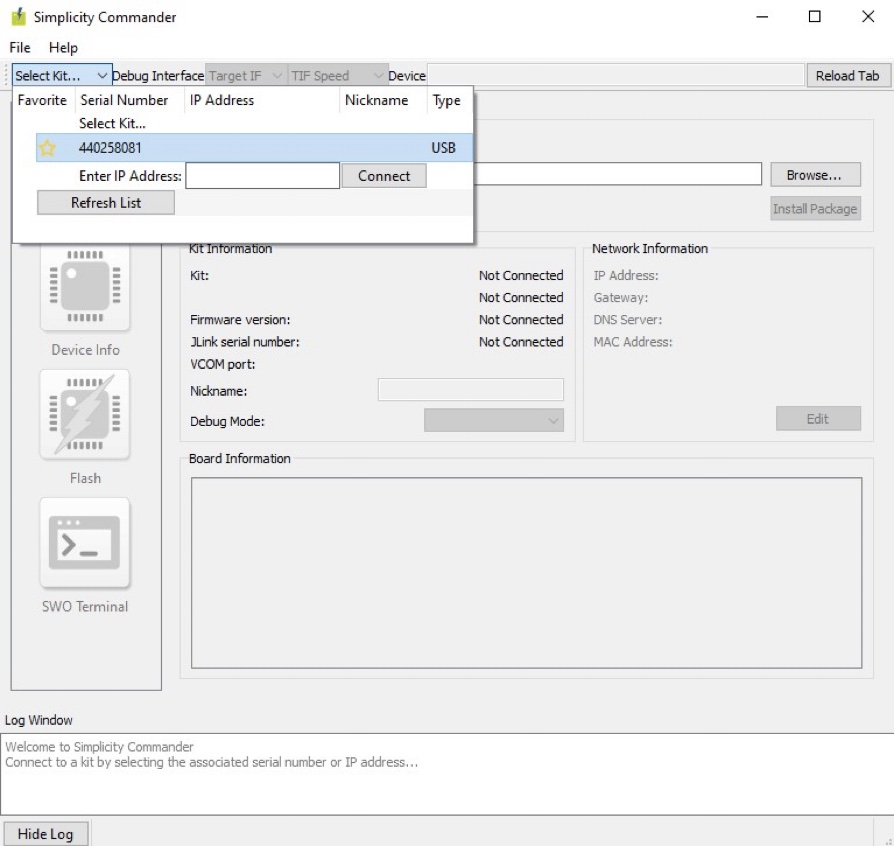 Simplicity Commander
File Help
Select Kit... Debug Interface Target IF TIF Speed Device Reload Tab
Favorite Serial Number IP Address Nickname Type
Select Kit...
440258081 USB
Enter IP Address: Connect Browse...
Refresh List Install Package
Kit Information Network Information
Kit: Not Connected IP Address:
Not Connected Gateway:
Firmware version: Not Connected DNS Server:
JLink serial number: Not Connected MAC Address:
VCOM port:
Nickname:
Debug Mode: Edit
Device Info
Flash
SWO Terminal
Board Information
Log Window
Welcome to Simplicity Commander
Connect to a kit by selecting the associated serial number or IP address...
Hide Log